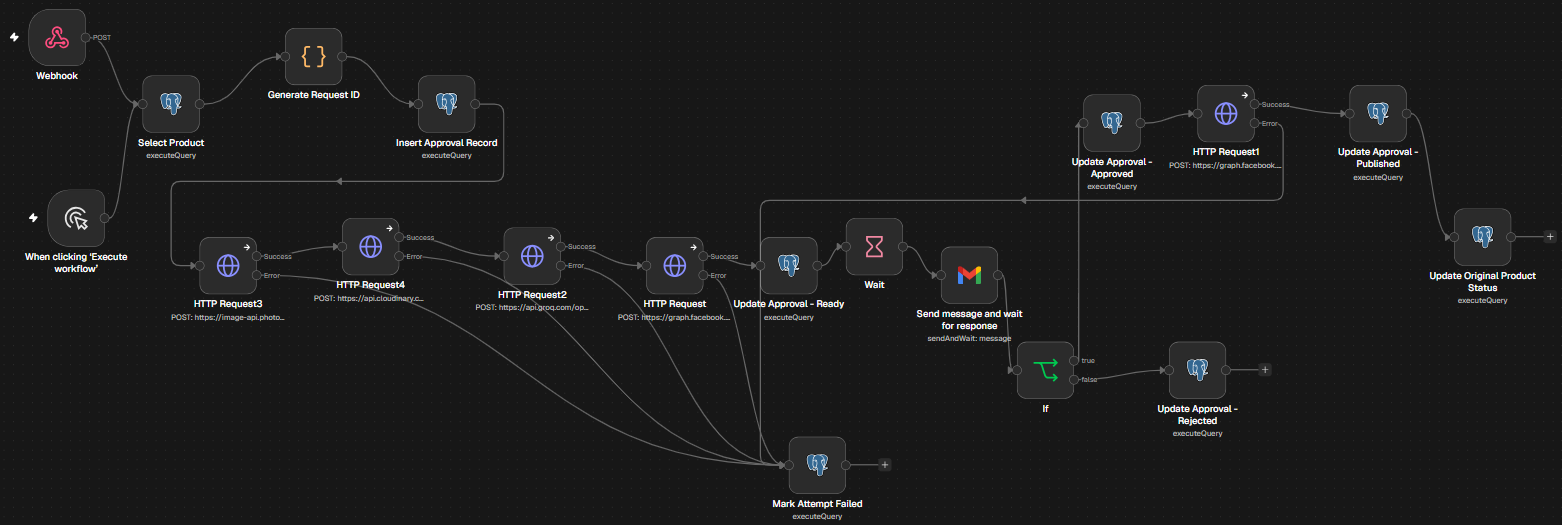 POST
Webhook
Generate Request ID
Select Product
executeQuery
Insert Approval Record
executeQuery
When clicking 'Execute
workflow'
Success
Error
HTTP Request3
POST: https://image-api.photo...
Success
Error
HTTP Request4
POST: https://api.cloudinary.c...
Success
Error
HTTP Request2
POST: https://api.groq.com/op...
Success
Error
HTTP Request
POST: https://graph.facebook....
Update Approval - Ready
executeQuery
Wait
Send message and wait
for response
sendAndWait: message
true
false
If
Update Approval -
Approved
executeQuery
Success
Error
HTTP Request1
POST: https://graph.facebook....
Update Approval -
Published
executeQuery
Update Original Product
Status
executeQuery
Update Approval -
Rejected
executeQuery
Mark Attempt Failed
executeQuery